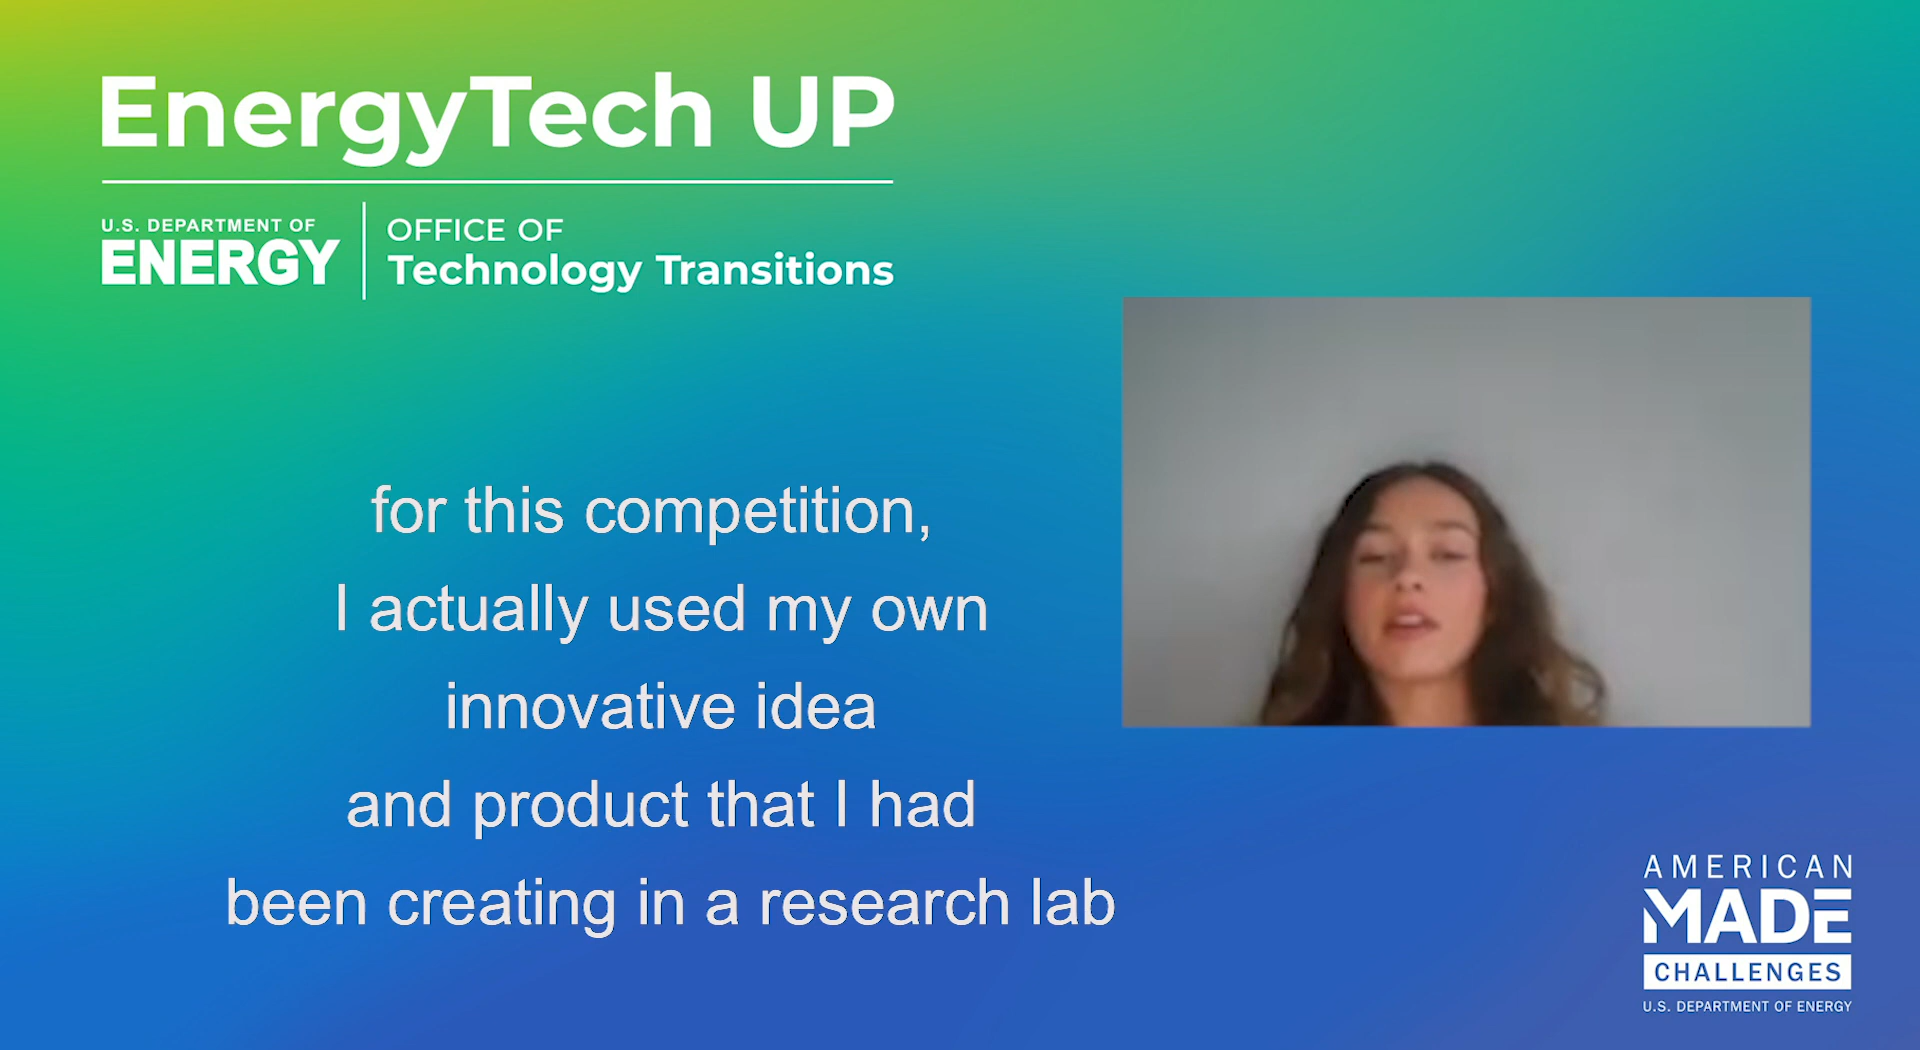 EnergyTech UP
U.S. DEPARTMENT OF
ENERGY
OFFICE OF
Technology Transitions
for this competition,
I actually used my own
innovative idea
and product that I had
been creating in a research lab
AMERICAN
MADE
CHALLENGES
U.S. DEPARTMENT OF ENERGY